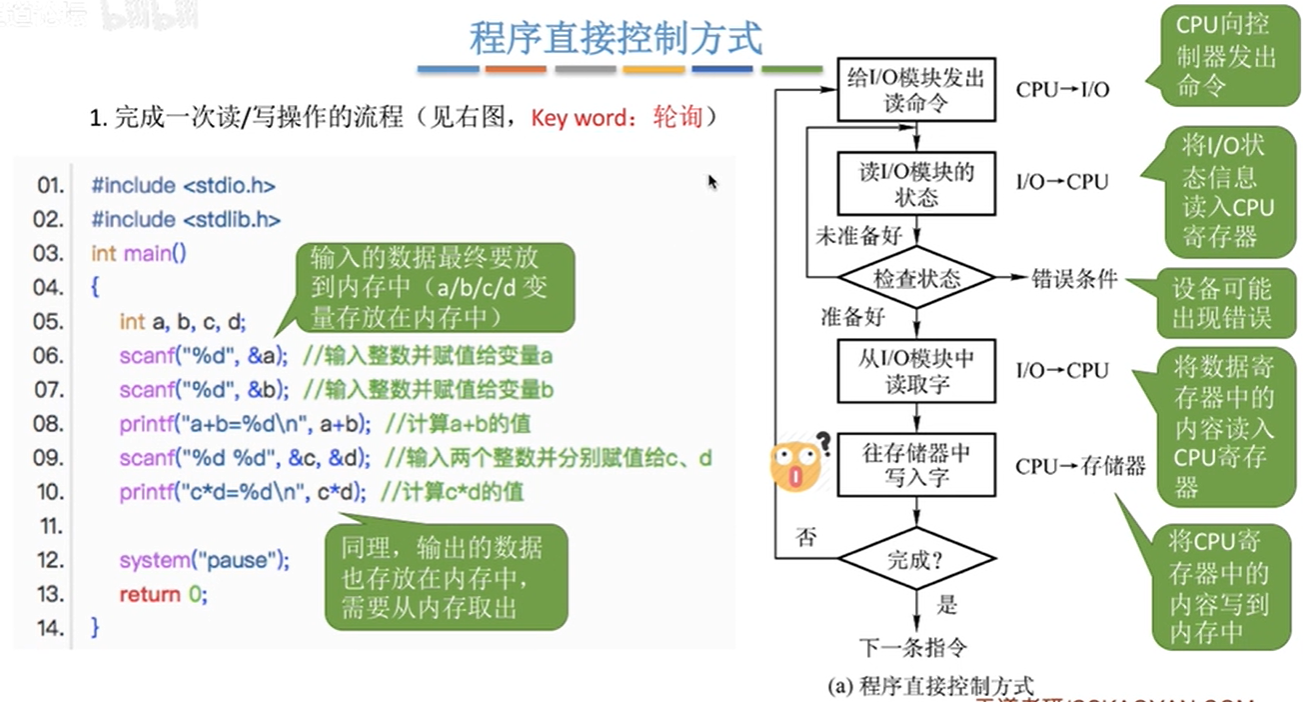 bilibili
程序直接控制方式
1. 完成一次读/写操作的流程（见右图，Key word：轮询）
01. #include <stdio.h>
02. #include <stdlib.h>
03. int main()
04. {
05. int a, b, c, d;
06. scanf("%d", &a); //输入整数并赋值给变量a
07. scanf("%d", &b); //输入整数并赋值给变量b
08. printf("a+b=%d\n", a+b); //计算a+b的值
09. scanf("%d %d", &c, &d); //输入两个整数并分别赋值给c、d
10. printf("c*d=%d\n", c*d); //计算c*d的值
11.
12. system("pause");
13. return 0;
14. }
输入的数据最终要放
到内存中（a/b/c/d 变
量存放在内存中）
同理，输出的数据
也存放在内存中，
需要从内存取出
给I/O模块发出
读命令
CPU→I/O
CPU向控
制器发出
命令
读I/O模块的
状态
I/O→CPU
将I/O状
态信息
读入CPU
寄存器
未准备好
检查状态
错误条件
设备可能
出现错误
准备好
从I/O模块中
读取字
I/O→CPU
将数据寄
存器中的
内容读入
CPU寄存
器
往存储器中
写入字
CPU→存储器
将CPU寄
存器中的
内容写到
内存中
否
完成？
是
下一条指令
(a) 程序直接控制方式